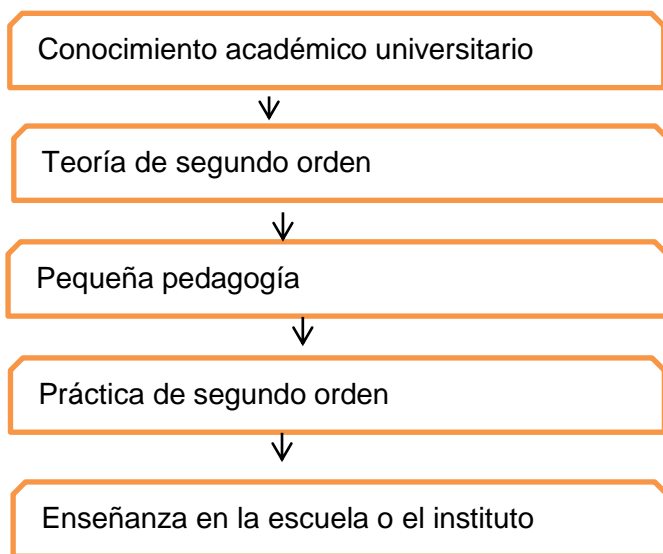 Conocimiento académico universitario
Teoría de segundo orden
Pequeña pedagogía
Práctica de segundo orden
Enseñanza en la escuela o el instituto